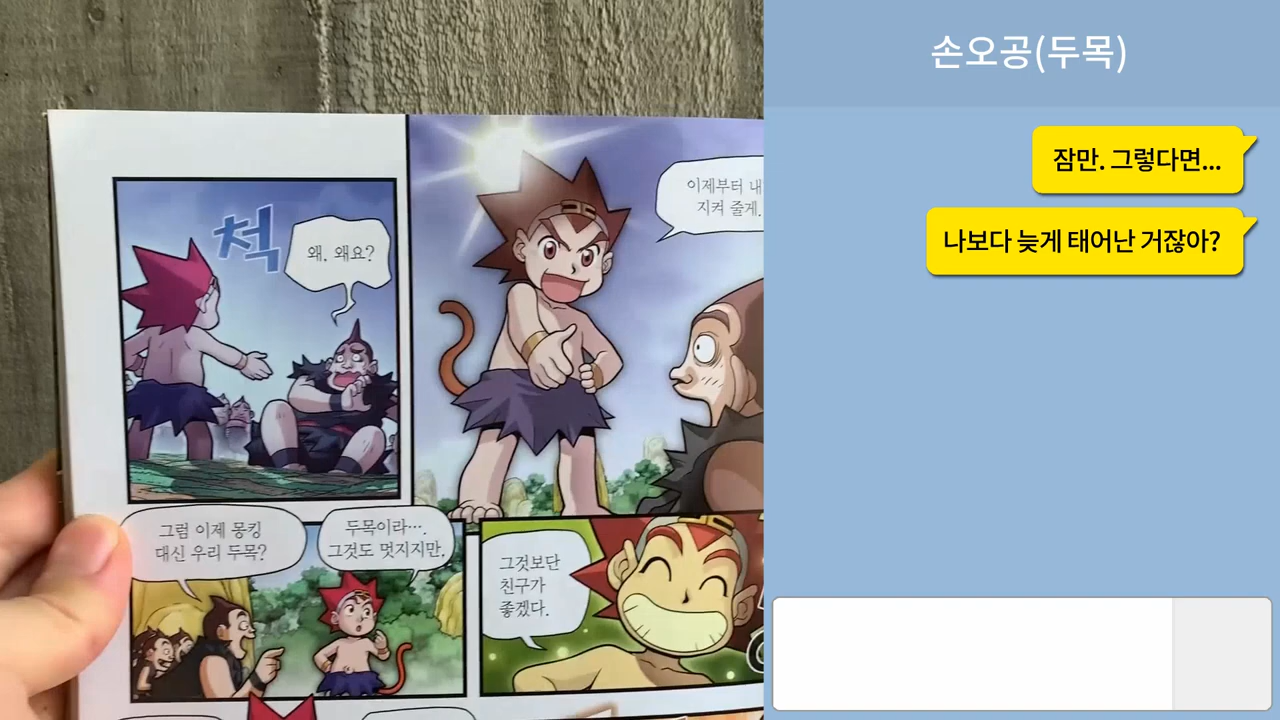 척
왜, 왜요?
이제부터 내
지켜 줄게.
그럼 이제 몽킹
대신 우리 두목?
두목이라….
그것도 멋지지만,
그것보단
친구가
좋겠다.
손오공(두목)
잠만. 그렇다면...
나보다 늦게 태어난 거잖아?